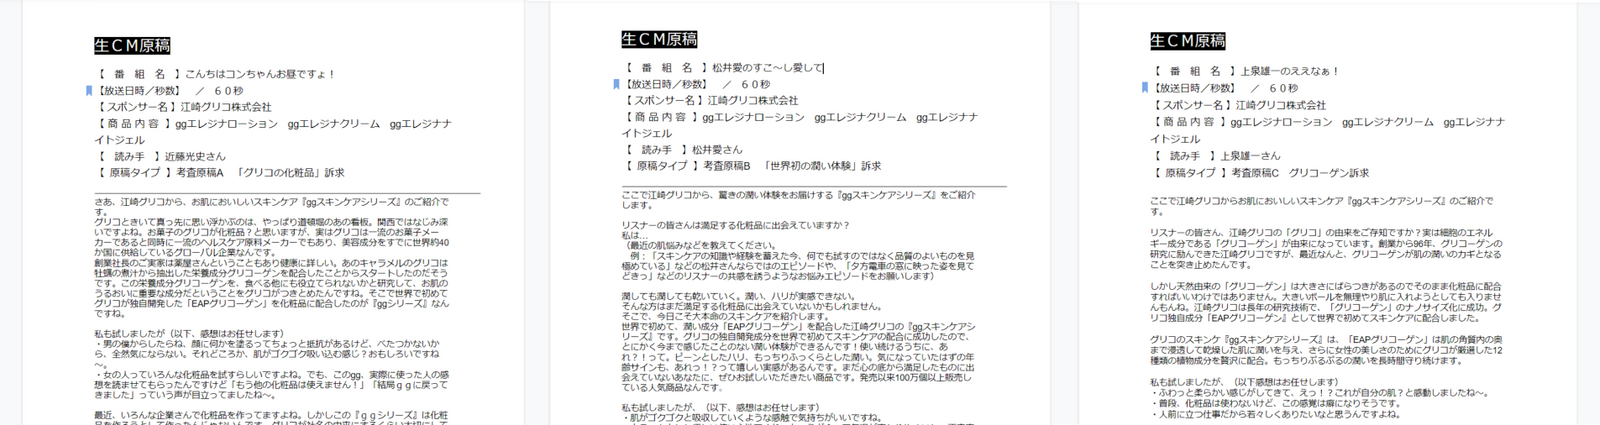 生ＣＭ原稿
【　番　組　名　】こんちはコンちゃんお昼ですょ！
【放送日時／秒数】　／　６０秒
【スポンサー名】江崎グリコ株式会社
【商品内容】ggエレジナローション　ggエレジナクリーム　ggエレジナナ
イトジェル
【　読み手　】近藤光史さん
【 原稿タイプ 】考査原稿A　「グリコの化粧品」訴求
さあ、江崎グリコから、お肌においしいスキンケア『ggスキンケアシリーズ』のご紹介で
す。
グリコときいて真っ先に思い浮かぶのは、やっぱり道頓堀のあの看板。関西ではなじみ深
いですよね。お菓子のグリコが化粧品？と思いますが、実はグリコは一流のお菓子メー
カーであると同時に一流のヘルスケア原料メーカーでもあり、美容成分をすでに世界約40
か国に供給しているグローバル企業なんです。
創業社長のご実家は薬屋さんということもあり健康に詳しい。あのキャラメルのグリコは
牡蠣の煮汁から抽出した栄養成分グリコーゲンを配合したことからスタートしたのだそう
です。この栄養成分グリコーゲンを、食べる他にも役立てられないかと研究して、お肌の
うるおいに重要な成分だということをグリコがつきとめたんですね。そこで世界で初めて
グリコが独自開発した「EAPグリコーゲン」を化粧品に配合したのが『ggシリーズ』なん
ですね。
私も試しましたが（以下、感想はお任せします）
・男の僕からしたらね、顔に何かを塗るってちょっと抵抗があるけど、べたつかないか
ら、全然気にならない。それどころか、肌がゴクゴク吸い込む感じ？おもしろいですね
～。
・女の人っていろんな化粧品を試すらしいですよね。でも、このgg、実際に使った人の感
想を読ませてもらったんですけど「もう他の化粧品は使えません！」「結局ｇｇに戻って
きました」っていう声が目立ってましたね～。
最近、いろんな企業さんで化粧品を作ってますよね。しかしこの『ｇｇシリーズ』は化粧
生ＣＭ原稿
【　番　組　名　】松井愛のすこ～し愛して
【放送日時／秒数】　／　６０秒
【スポンサー名】江崎グリコ株式会社
【商品内容】ggエレジナローション　ggエレジナクリーム　ggエレジナナ
イトジェル
【　読み手　】松井愛さん
【 原稿タイプ 】考査原稿B　「世界初の潤い体験」訴求
ここで江崎グリコから、驚きの潤い体験をお届けする『ggスキンケアシリーズ』をご紹介
します。
リスナーの皆さんは満足する化粧品に出会えていますか？
私は…
（最近の肌悩みなどを教えてください。
例：「スキンケアの知識や経験を蓄えた今、何でも試すのではなく品質のよいものを見
極めている」などの松井さんならではのエピソードや、「夕方電車の窓に映った姿を見て
どきっ」などのリスナーの共感を誘うようなお悩みエピソードをお願いします）
潤しても潤しても乾いていく。潤い、ハリが実感できない。
そんな方はまだ満足する化粧品に出会えていないかもしれません。
そこで、今日こそ大本命のスキンケアを紹介します。
世界で初めて、潤い成分「EAPグリコーゲン」を配合した江崎グリコの『ggスキンケアシ
リーズ』です。グリコの独自開発成分を世界で初めてスキンケアの配合に成功したので、
とにかく今まで感じたことのない潤い体験ができるんです！使い続けるうちに、あ
れ？！って。ピーンとしたハリ、もっちりふっくらとした潤い。気になっていたはずの年
齢サインも、あれっ！？って嬉しい実感があるんです。まだ心の底から満足したものに出
会えていないあなたに、ぜひお試しいただきたい商品です。発売以来100万個以上販売し
ている人気商品なんです。
私も試しましたが、（以下、感想はお任せします）
・肌がゴクゴクと吸収していくような感触で気持ちがいいですね。
生ＣＭ原稿
【　番　組　名　】上泉雄一のええなぁ！
【放送日時／秒数】　／　６０秒
【スポンサー名】江崎グリコ株式会社
【商品内容】ggエレジナローション　ggエレジナクリーム　ggエレジナナ
イトジェル
【　読み手　】上泉雄一さん
【 原稿タイプ 】考査原稿C　グリコーゲン訴求
ここで江崎グリコからお肌においしいスキンケア『ggスキンケアシリーズ』のご紹介で
す。
リスナーの皆さん、江崎グリコの「グリコ」の由来をご存知ですか？実は細胞のエネル
ギー成分である「グリコーゲン」が由来になっています。創業から96年、グリコーゲンの
研究に励んできた江崎グリコですが、最近なんと、グリコーゲンが肌の潤いのカギとなる
ことを突き止めたんです。
しかし天然由来の「グリコーゲン」は大きさにばらつきがあるのでそのまま化粧品に配合
すればいいわけではありません。大きいボールを無理やり肌に入れようとしても入りませ
んもんね。江崎グリコは長年の研究技術で、「グリコーゲン」のナノサイズ化に成功。グ
リコ独自成分「EAPグリコーゲン」として世界で初めてスキンケアに配合しました。
グリコのスキンケア『ggスキンケアシリーズ』は、「EAPグリコーゲン」が肌の角質内の奥
まで浸透して乾燥した肌に潤いを与え、さらに女性の美しさのためにグリコが厳選した12
種類の植物成分を贅沢に配合。もっちりぷるぷるの潤いを長時間守り続けます。
私も試しましたが、（以下感想はお任せします）
・ふわっと柔らかい感じがしてきて、えっ！？これが自分の肌？と感動しましたね～。
・普段、化粧品は使わないけど、この感覚は癖になりそうです。
・人前に立つ仕事だから若々しくありたいなと思うんですよね。